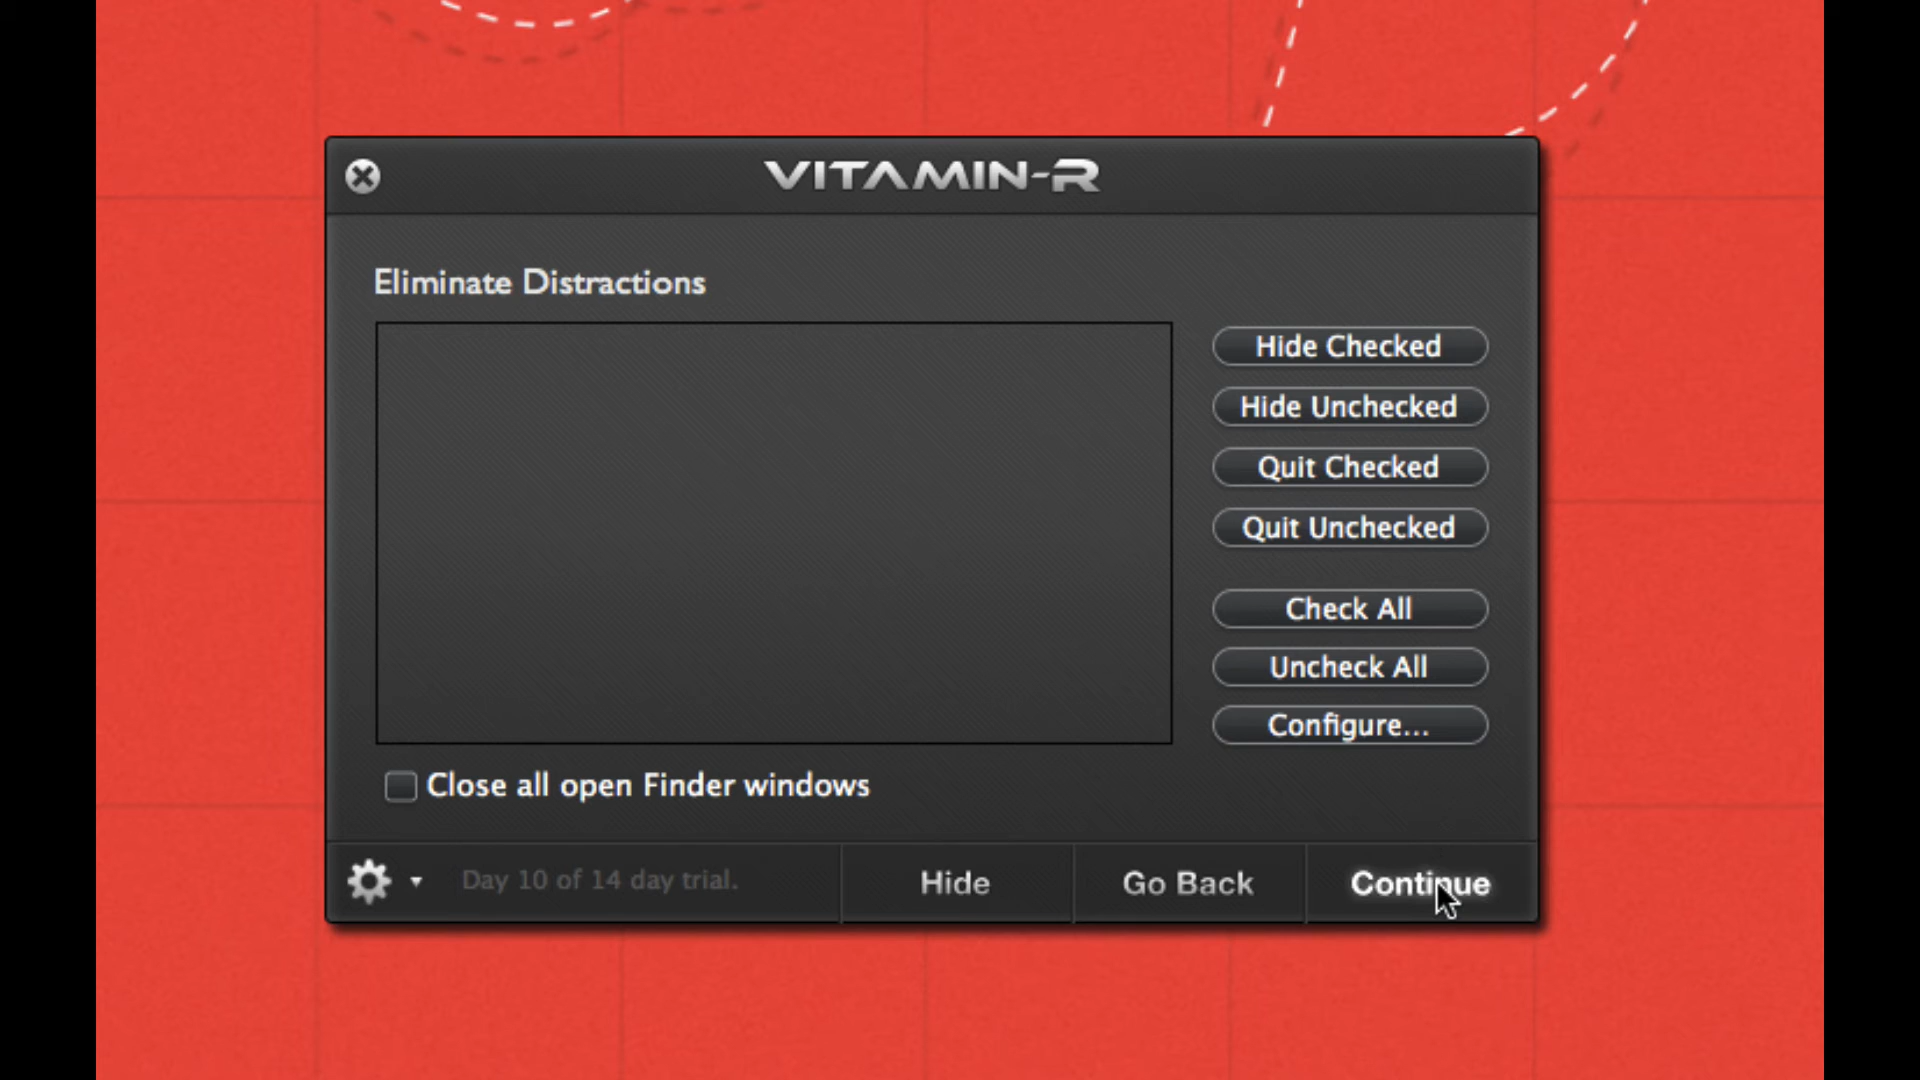 VITAMIN-R
Eliminate Distractions
Hide Checked
Hide Unchecked
Quit Checked
Quit Unchecked
Check All
Uncheck All
Configure...
Close all open Finder windows
Day 10 of 14 day trial.
Hide
Go Back
Continue